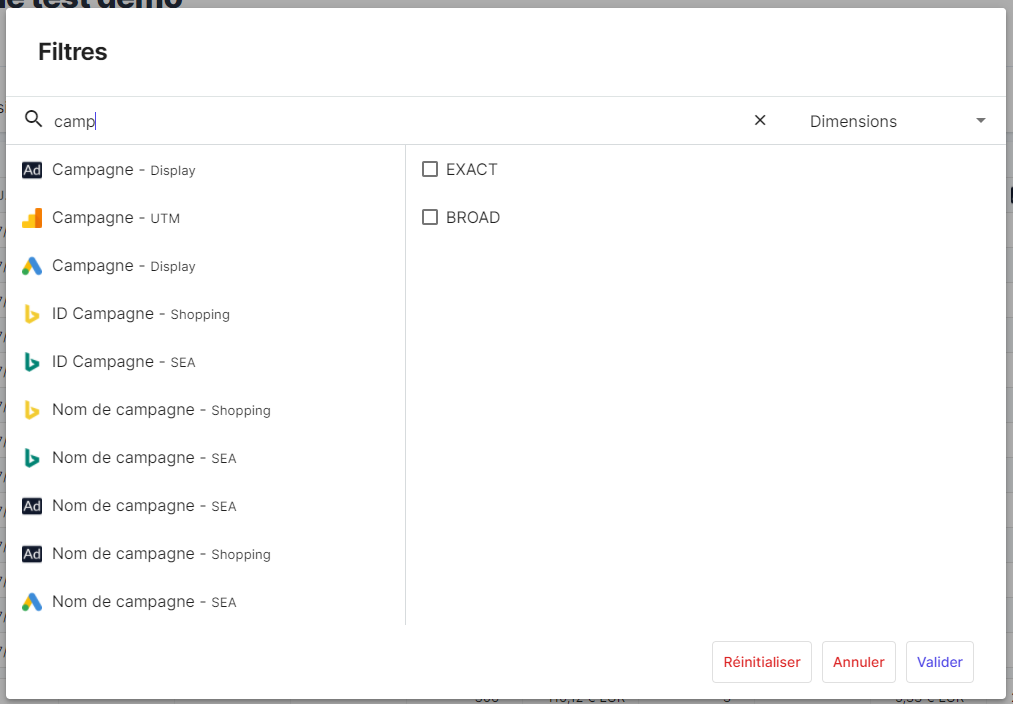 Filtres
camp
Dimensions
Ad Campagne - Display
Campagne - UTM
Campagne - Display
ID Campagne - Shopping
ID Campagne - SEA
Nom de campagne - Shopping
Nom de campagne - SEA
Ad Nom de campagne - SEA
Ad Nom de campagne - Shopping
Nom de campagne - SEA
EXACT
BROAD
Réinitialiser
Annuler
Valider